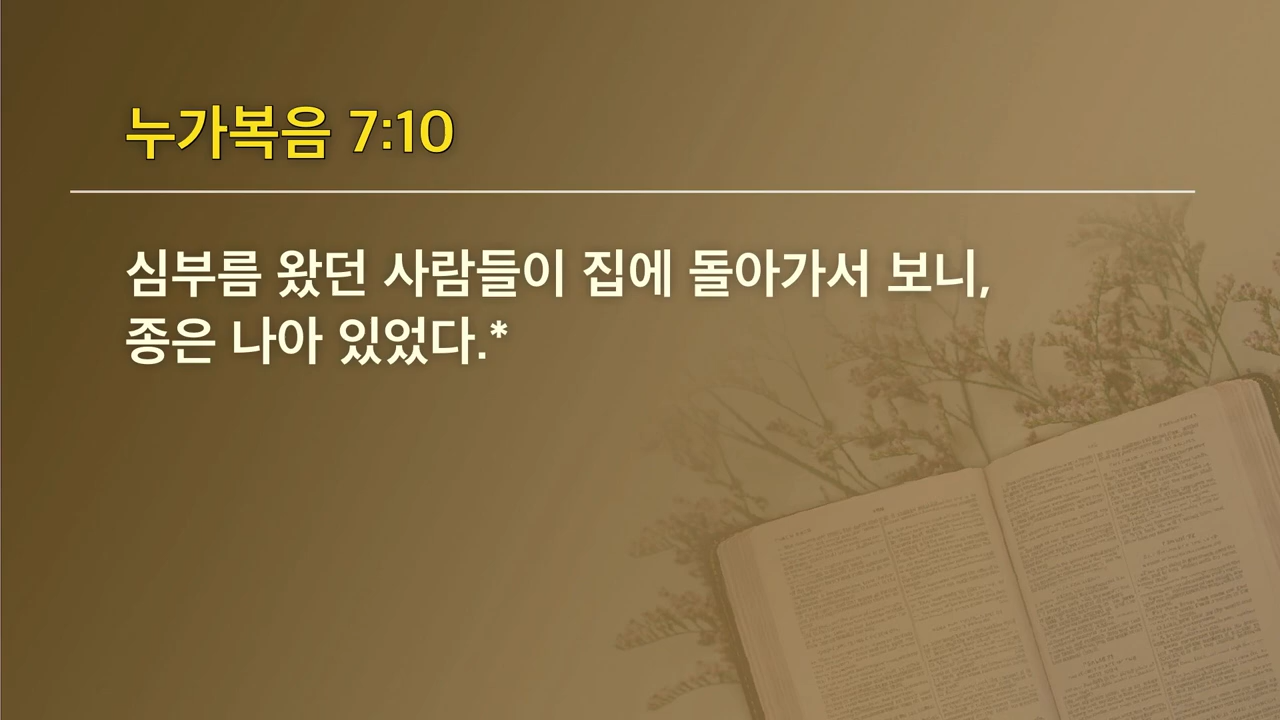 누가복음 7:10
심부름 왔던 사람들이 집에 돌아가서 보니,
종은 나아 있었다.*